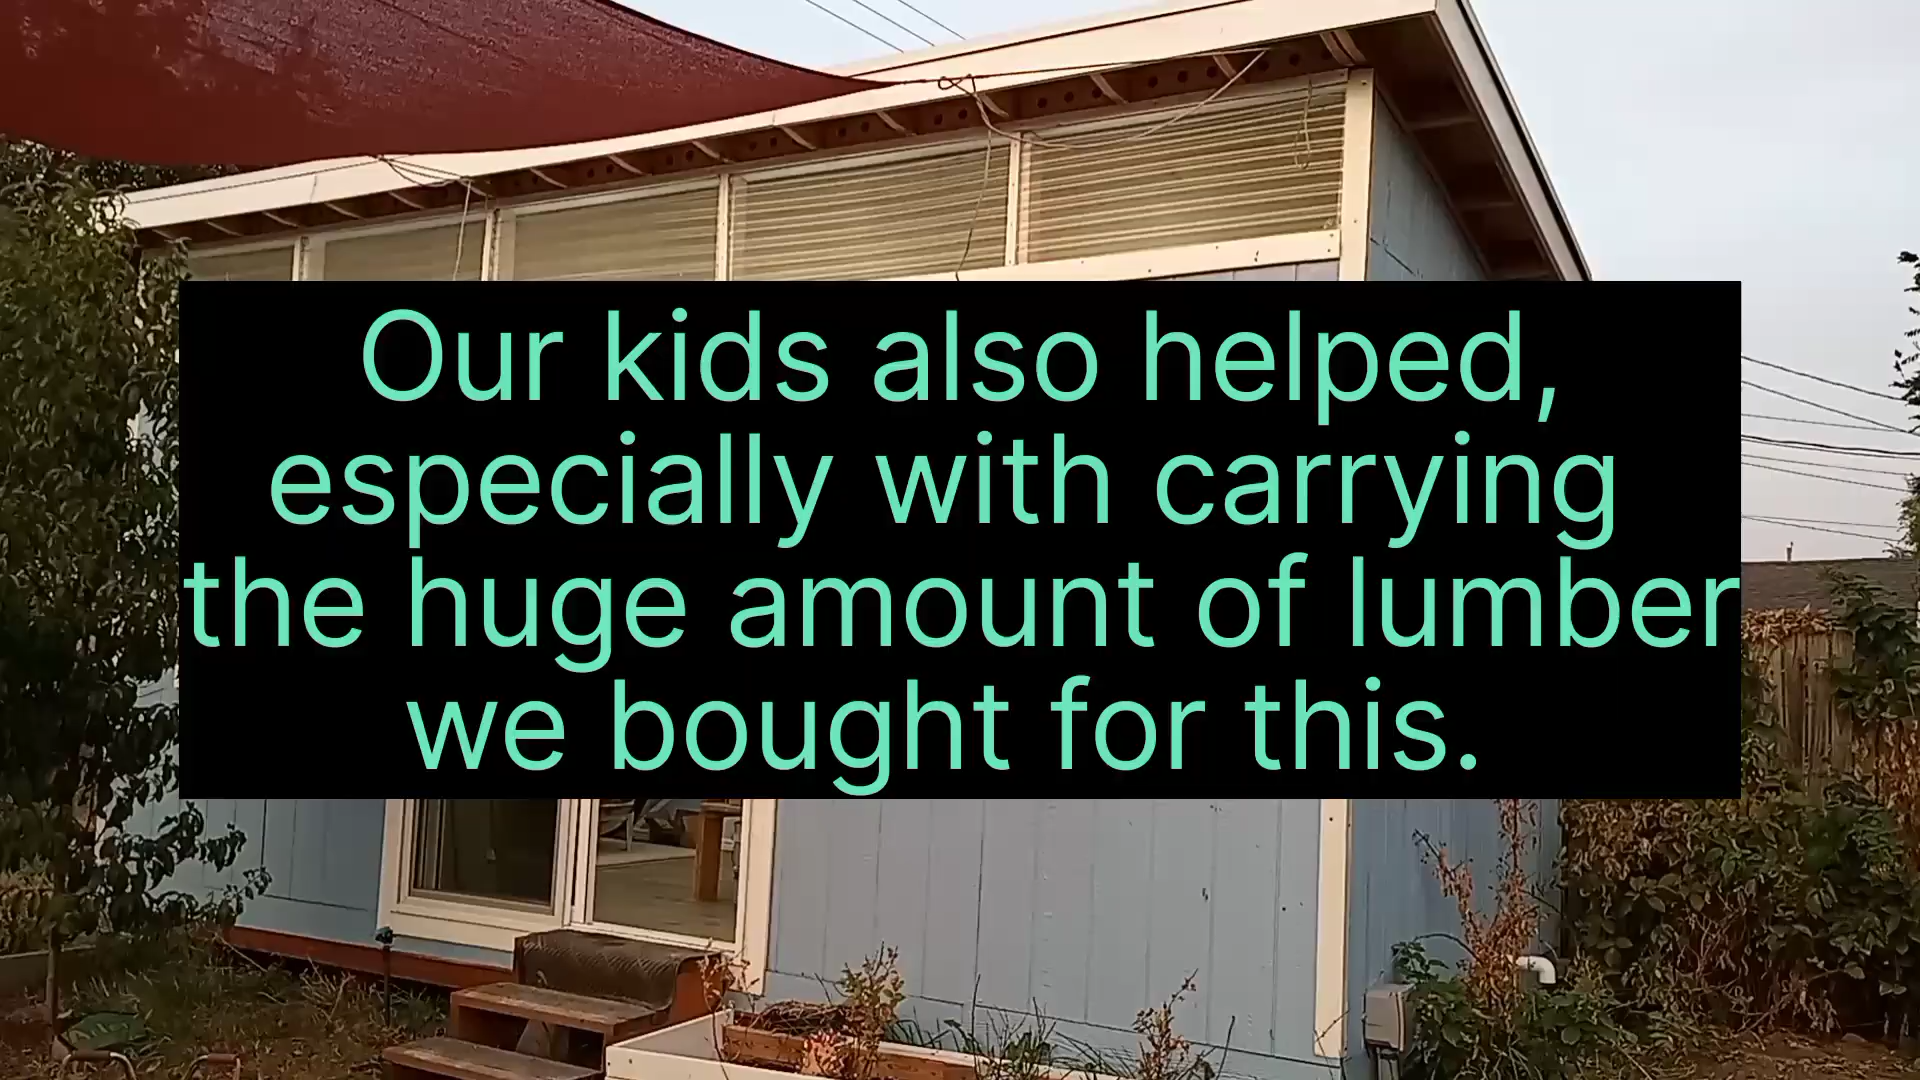 Our kids also helped,
especially with carrying
the huge amount of lumber
we bought for this.